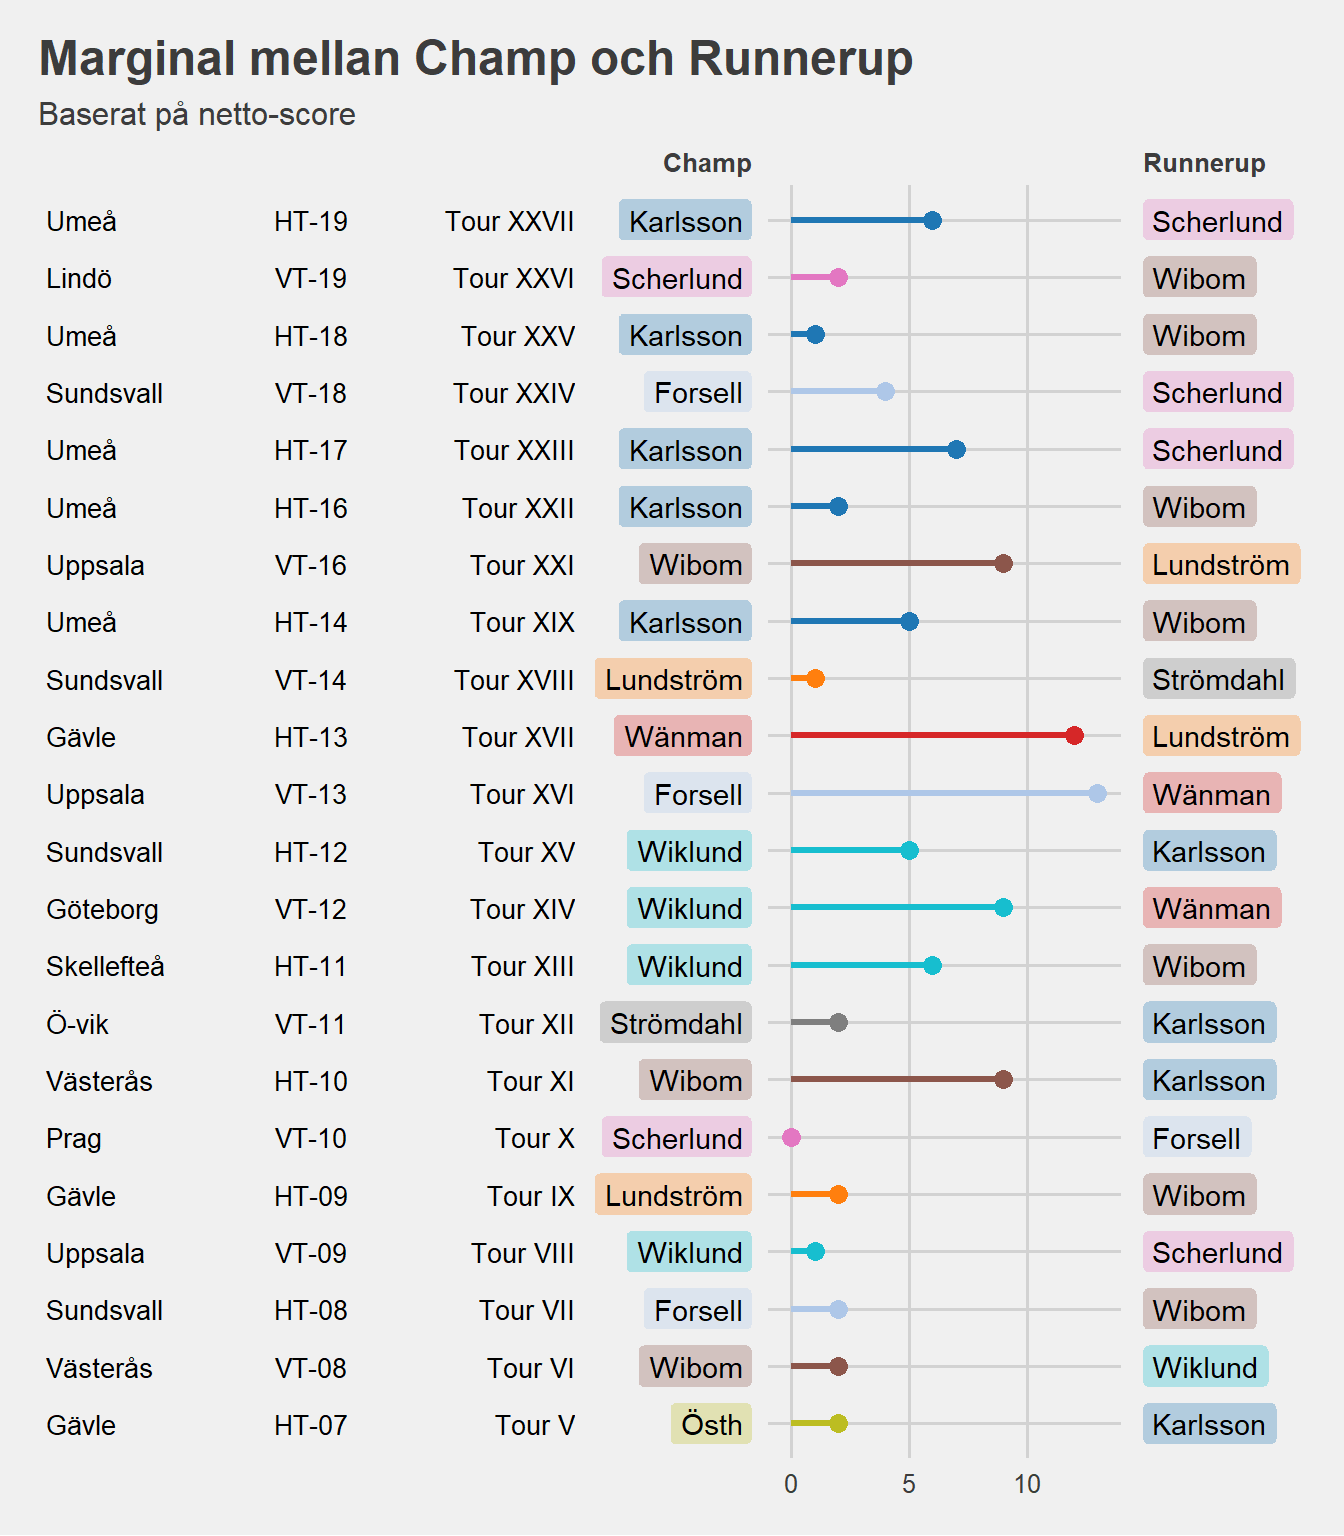 Marginal mellan Champ och Runnerup
Baserat på netto-score
Champ Runnerup
Umeå HT-19 Tour XXVII Karlsson Scherlund
Lindö VT-19 Tour XXVI Scherlund Wibom
Umeå HT-18 Tour XXV Karlsson Wibom
Sundsvall VT-18 Tour XXIV Forsell Scherlund
Umeå HT-17 Tour XXIII Karlsson Scherlund
Umeå HT-16 Tour XXII Karlsson Wibom
Uppsala VT-16 Tour XXI Wibom Lundström
Umeå HT-14 Tour XIX Karlsson Wibom
Sundsvall VT-14 Tour XVIII Lundström Strömdahl
Gävle HT-13 Tour XVII Wänman Lundström
Uppsala VT-13 Tour XVI Forsell Wänman
Sundsvall HT-12 Tour XV Wiklund Karlsson
Göteborg VT-12 Tour XIV Wiklund Wänman
Skellefteå HT-11 Tour XIII Wiklund Wibom
Ö-vik VT-11 Tour XII Strömdahl Karlsson
Västerås HT-10 Tour XI Wibom Karlsson
Prag VT-10 Tour X Scherlund Forsell
Gävle HT-09 Tour IX Lundström Wibom
Uppsala VT-09 Tour VIII Wiklund Scherlund
Sundsvall HT-08 Tour VII Forsell Wibom
Västerås VT-08 Tour VI Wibom Wiklund
Gävle HT-07 Tour V Östh Karlsson
0 5 10